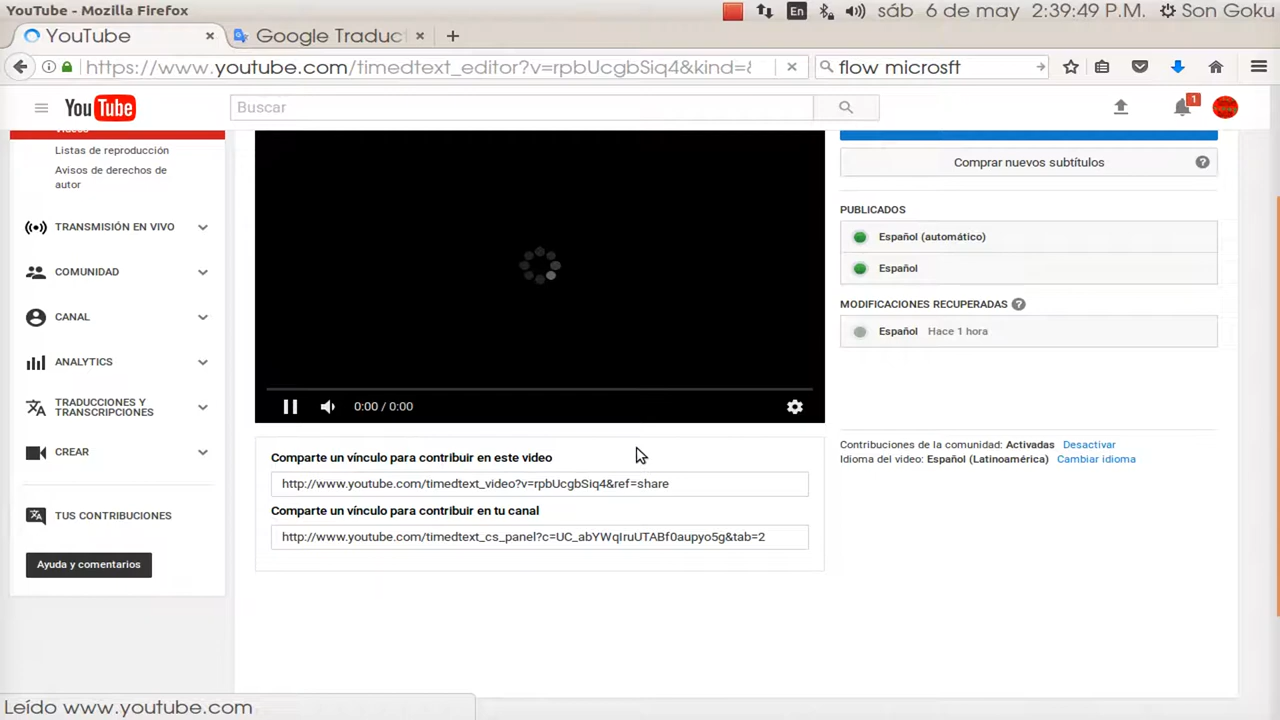 YouTube - Mozilla Firefox
En
sáb 6 de may 2:39:49 P.M.
Son Goku
YouTube
Google Traduc
https://www.youtube.com/timedtext_editor?v=rpbUcgbSiq4&kind=
flow microsft
YouTube
Buscar
1
Listas de reproducción
Avisos de derechos de
autor
TRANSMISIÓN EN VIVO
COMUNIDAD
CANAL
ANALYTICS
TRADUCCIONES Y
TRANSCRIPCIONES
CREAR
TUS CONTRIBUCIONES
Ayuda y comentarios
0:00 / 0:00
Comparte un vínculo para contribuir en este video
http://www.youtube.com/timedtext_video?v=rpbUcgbSiq4&ref=share
Comparte un vínculo para contribuir en tu canal
http://www.youtube.com/timedtext_cs_panel?c=UC_abYWqIruUTABf0aupyo5g&tab=2
Comprar nuevos subtítulos
PUBLICADOS
Español (automático)
Español
MODIFICACIONES RECUPERADAS
Español Hace 1 hora
Contribuciones de la comunidad: Activadas Desactivar
Idioma del video: Español (Latinoamérica) Cambiar idioma
Leído www.youtube.com